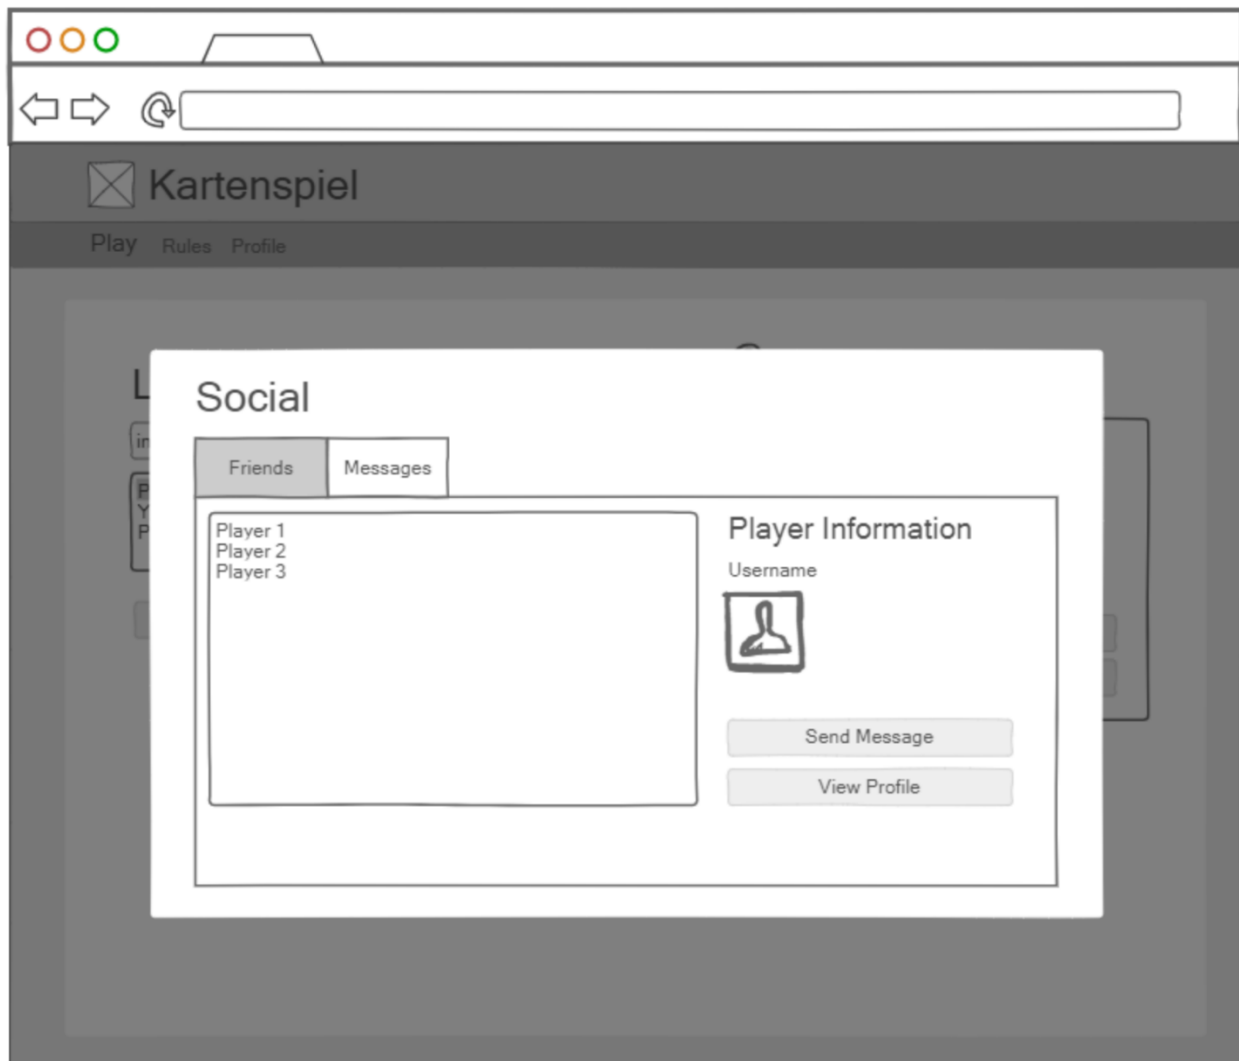 Kartenspiel
Play Rules Profile
L
in
Social
Friends Messages
P
Y
P
Player 1
Player 2
Player 3
Player Information
Username
Send Message
View Profile